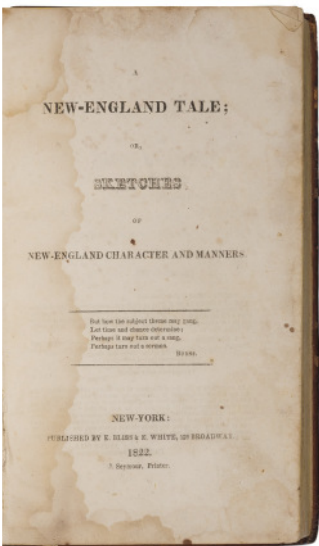 A
NEW-ENGLAND TALE;
OR,
SKETCHES
OF
NEW-ENGLAND CHARACTER AND MANNERS
But how the subject theme may gang,
Let time and chance determine;
Perhaps it may turn out a sang,
Perhaps turn out a sermon.
BURNS.
NEW-YORK:
PUBLISHED BY E. BLISS & E. WHITE, 128 BROADWAY.
1822.
J. Seymour, Printer.